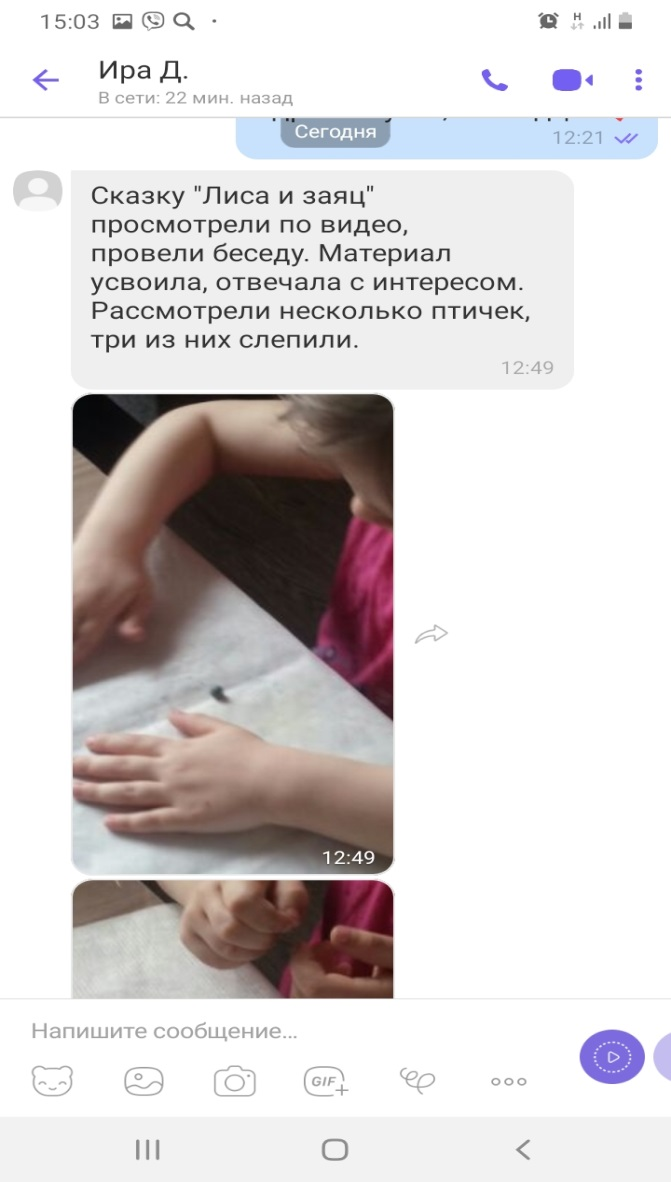 15:03
Ира Д.
В сети: 22 мин. назад
Сегодня
12:21
Сказку "Лиса и заяц"
просмотрели по видео,
провели беседу. Материал
усвоила, отвечала с интересом.
Рассмотрели несколько птичек,
три из них слепили.
12:49
12:49
Напишите сообщение...
GIF